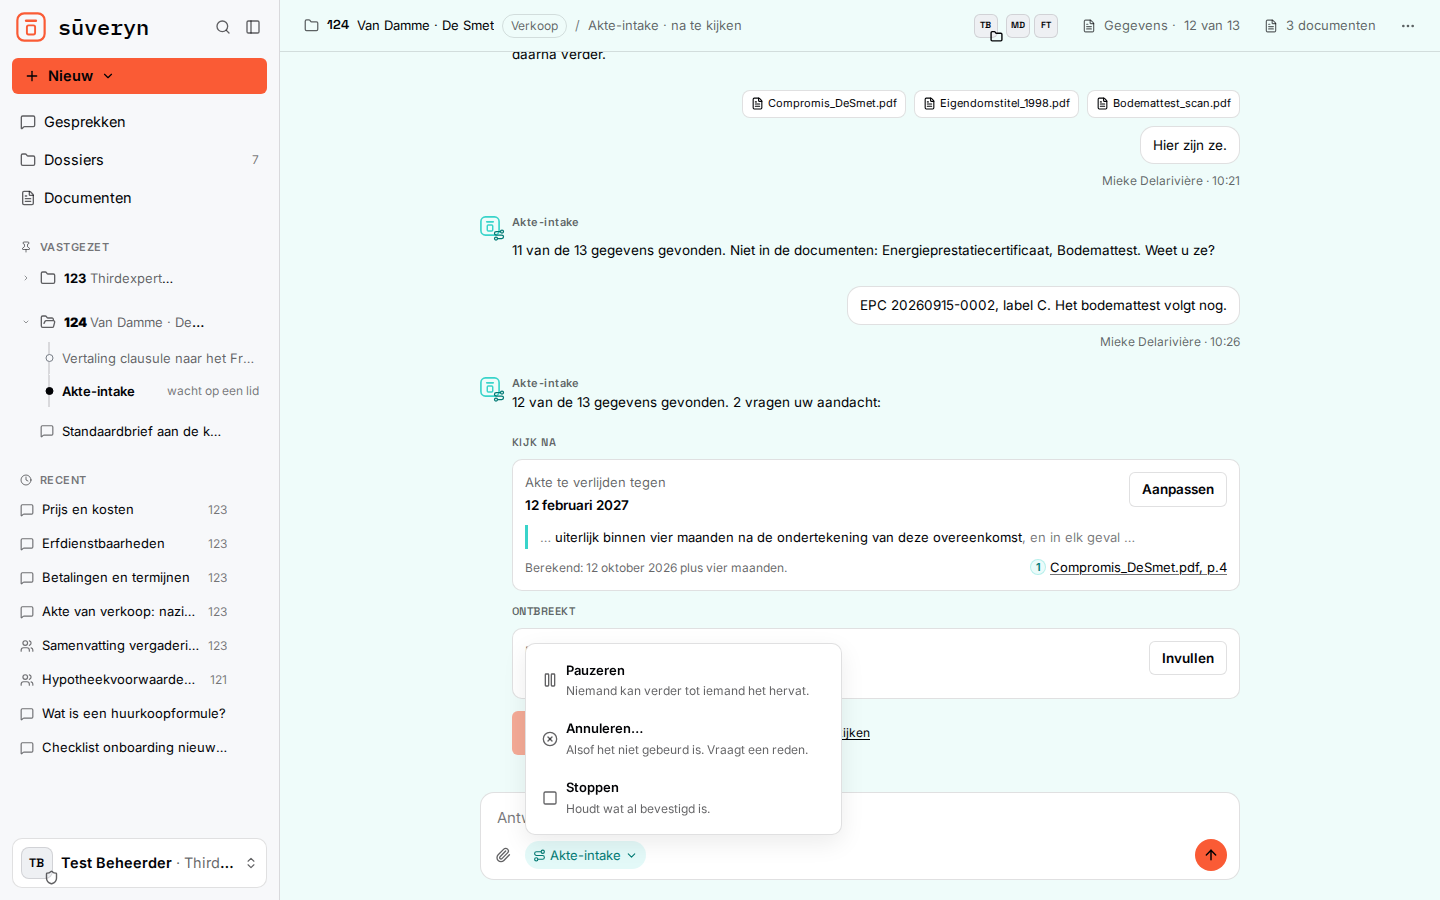 sūveryn
Nieuw
Gesprekken
Dossiers 7
Documenten
VASTGEZET
123 Thirdexpert...
124 Van Damme · De...
Vertaling clausule naar het Fr...
Akte-intake wacht op een lid
Standaardbrief aan de k...
RECENT
Prijs en kosten 123
Erfdienstbaarheden 123
Betalingen en termijnen 123
Akte van verkoop: nazi... 123
Samenvatting vergaderi... 123
Hypotheekvoorwaarde... 121
Wat is een huurkoopformule?
Checklist onboarding nieuw...
TB Test Beheerder · Third...
124 Van Damme · De Smet Verkoop / Akte-intake · na te kijken
TB MD FT Gegevens · 12 van 13 3 documenten
daarna verder.
Compromis_DeSmet.pdf Eigendomstitel_1998.pdf Bodemattest_scan.pdf
Hier zijn ze.
Mieke Delarivière · 10:21
Akte-intake
11 van de 13 gegevens gevonden. Niet in de documenten: Energieprestatiecertificaat, Bodemattest. Weet u ze?
EPC 20260915-0002, label C. Het bodemattest volgt nog.
Mieke Delarivière · 10:26
Akte-intake
12 van de 13 gegevens gevonden. 2 vragen uw aandacht:
KIJK NA
Akte te verlijden tegen
12 februari 2027
Aanpassen
... uiterlijk binnen vier maanden na de ondertekening van deze overeenkomst, en in elk geval ...
Berekend: 12 oktober 2026 plus vier maanden.
1 Compromis_DeSmet.pdf, p.4
ONTBREEKT
Invullen
Pauzeren
Niemand kan verder tot iemand het hervat.
Annuleren...
Alsof het niet gebeurd is. Vraagt een reden.
ijken
Stoppen
Houdt wat al bevestigd is.
Antw
Akte-intake